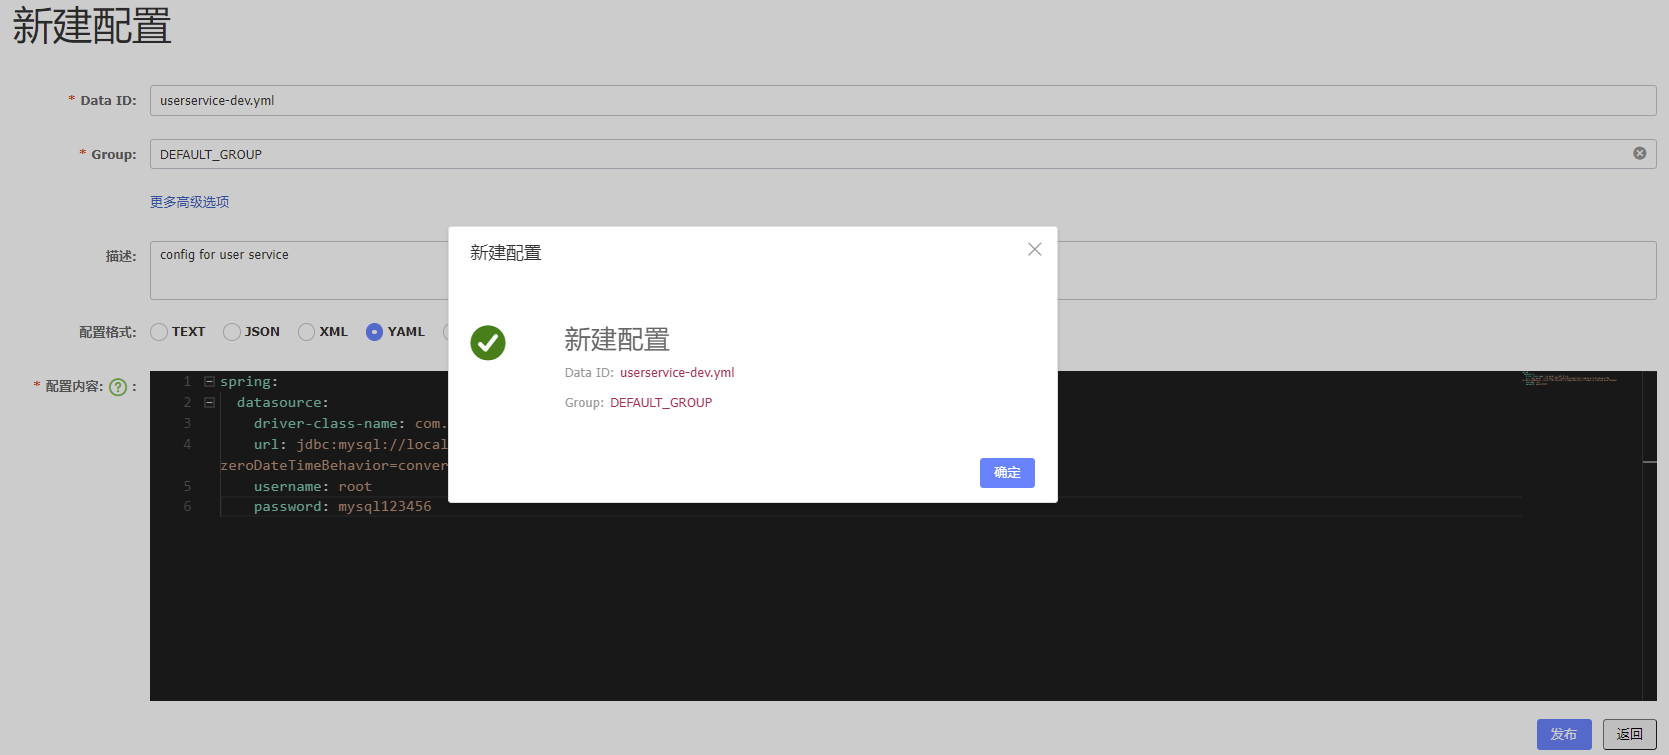 新建配置
* Data ID: userservice-dev.yml
* Group: DEFAULT_GROUP
更多高级选项
描述: config for user service
配置格式: TEXT JSON XML YAML
* 配置内容: ? :
1 spring:
2 datasource:
3 driver-class-name: com.
4 url: jdbc:mysql://local
zeroDateTimeBehavior=conver
5 username: root
6 password: mysql123456
新建配置
新建配置
Data ID: userservice-dev.yml
Group: DEFAULT_GROUP
确定
发布 返回